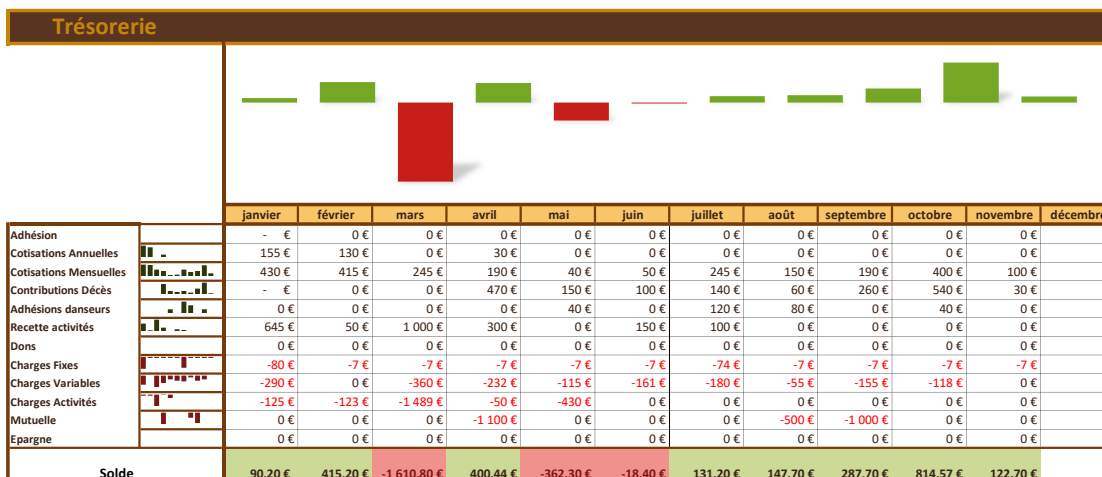 Trésorerie
janvier février mars avril mai juin juillet août septembre octobre novembre décembre
Adhésion - € 0 € 0 € 0 € 0 € 0 € 0 € 0 € 0 € 0 € 0 €
Cotisations Annuelles 155 € 130 € 0 € 30 € 0 € 0 € 0 € 0 € 0 € 0 € 0 €
Cotisations Mensuelles 430 € 415 € 245 € 190 € 40 € 50 € 245 € 150 € 190 € 400 € 100 €
Contributions Décès - € 0 € 0 € 470 € 150 € 100 € 140 € 60 € 260 € 540 € 30 €
Adhésions danseurs 0 € 0 € 0 € 0 € 40 € 0 € 120 € 80 € 0 € 40 € 0 €
Recette activités 645 € 50 € 1 000 € 300 € 0 € 150 € 100 € 0 € 0 € 0 € 0 €
Dons 0 € 0 € 0 € 0 € 0 € 0 € 0 € 0 € 0 € 0 € 0 €
Charges Fixes -80 € -7 € -7 € -7 € -7 € -7 € -74 € -7 € -7 € -7 € -7 €
Charges Variables -290 € 0 € -360 € -232 € -115 € -161 € -180 € -55 € -155 € -118 € 0 €
Charges Activités -125 € -123 € -1 489 € -50 € -430 € 0 € 0 € 0 € 0 € 0 € 0 €
Mutuelle 0 € 0 € 0 € -1 100 € 0 € 0 € 0 € -500 € -1 000 € 0 € 0 €
Epargne 0 € 0 € 0 € 0 € 0 € 0 € 0 € 0 € 0 € 0 € 0 €
Solde 90,20 € 415,20 € -1 610,80 € 400,44 € -362,30 € -18,40 € 131,20 € 147,70 € 287,70 € 814,57 € 122,70 €